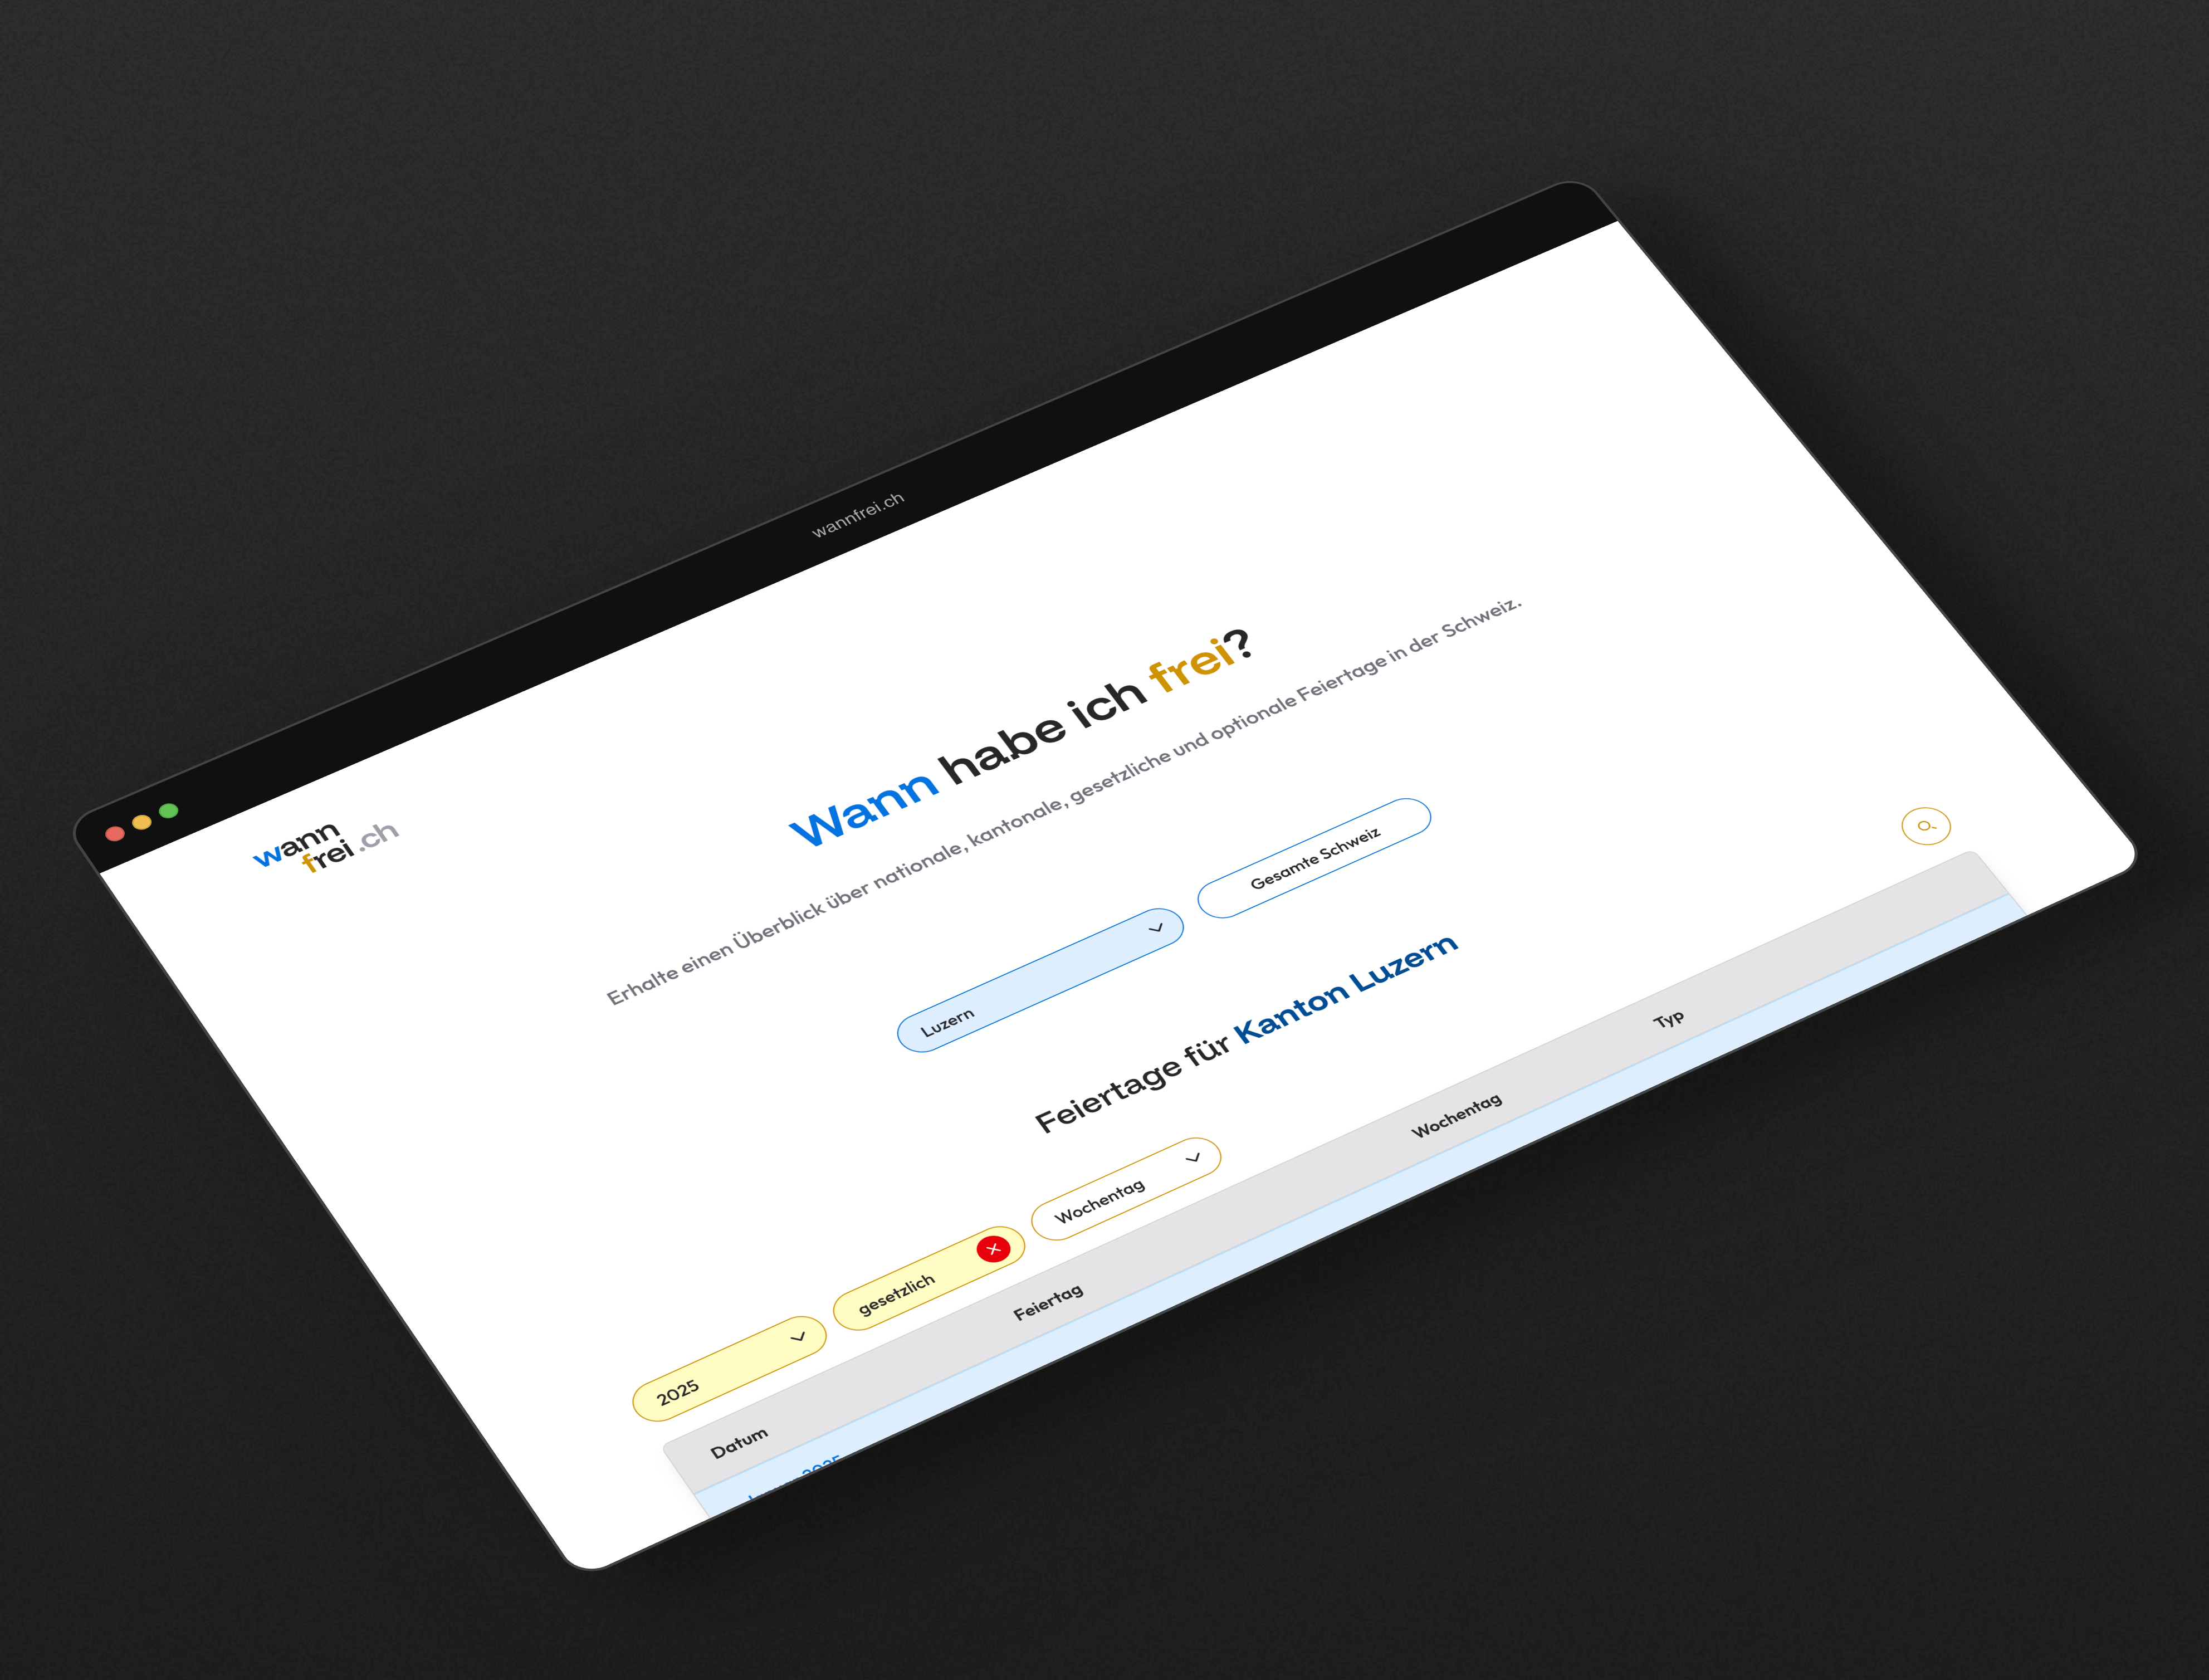 wannfrei.ch
wann
frei.ch
Wann habe ich frei?
Erhalte einen Überblick über nationale, kantonale, gesetzliche und optionale Feiertage in der Schweiz.
Luzern
Gesamte Schweiz
Feiertage für Kanton Luzern
2025
gesetzlich
Wochentag
Datum
Feiertag
Wochentag
Typ
2025